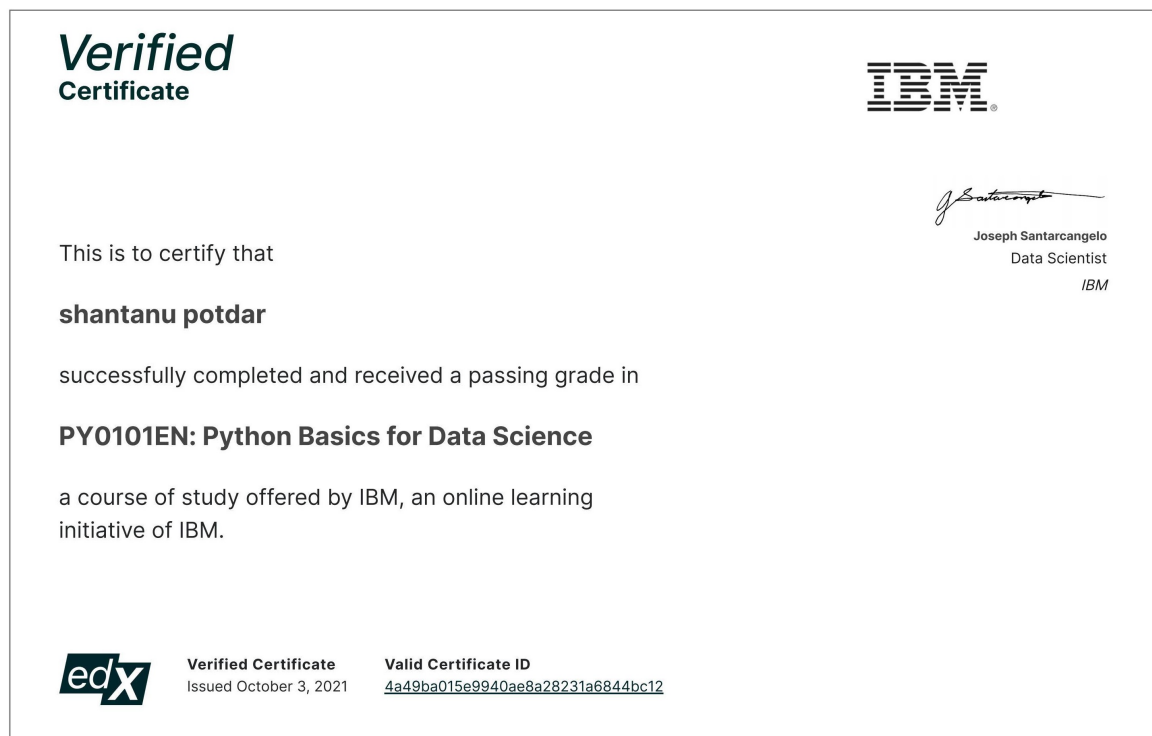 Verified
Certificate
IBM®
Joseph Santarcangelo
Data Scientist
IBM
This is to certify that
shantanu potdar
successfully completed and received a passing grade in
PY0101EN: Python Basics for Data Science
a course of study offered by IBM, an online learning
initiative of IBM.
edX
Verified Certificate
Issued October 3, 2021
Valid Certificate ID
4a49ba015e9940ae8a28231a6844bc12